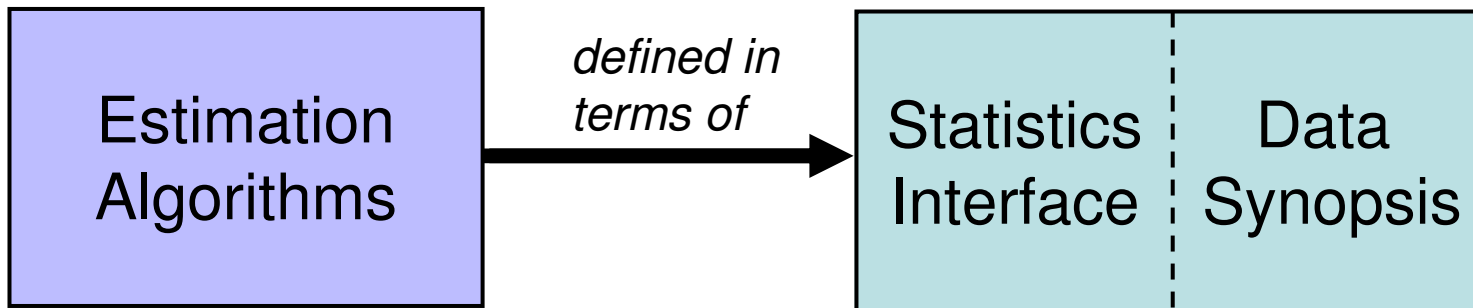 Estimation
Algorithms
defined in
terms of
Statistics
Interface
Data
Synopsis